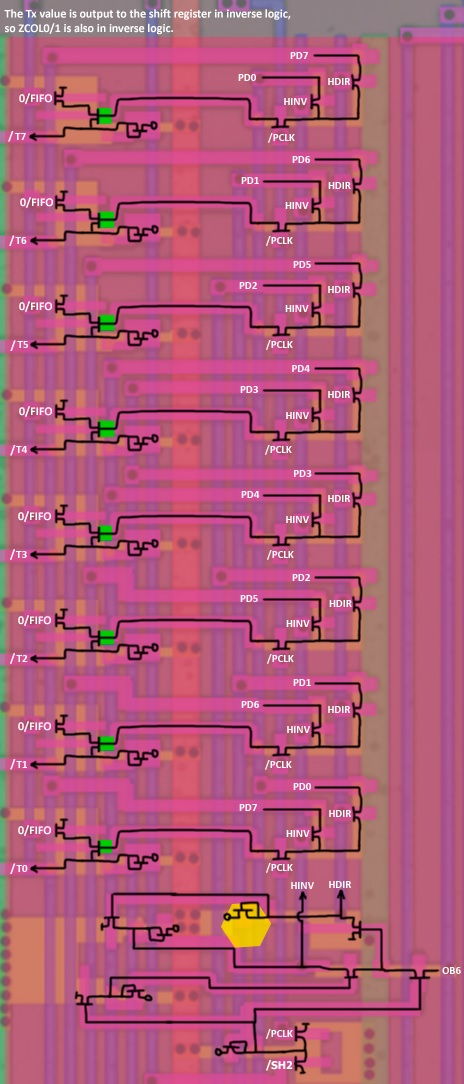 The Tx value is output to the shift register in inverse logic,
so ZCOL0/1 is also in inverse logic.
PD7
PD0
HDIR
0/FIFO
HINV
/T7
/PCLK
PD6
PD1
HDIR
0/FIFO
HINV
/T6
/PCLK
PD5
PD2
HDIR
0/FIFO
HINV
/T5
/PCLK
PD4
PD3
HDIR
0/FIFO
HINV
/T4
/PCLK
PD3
PD4
HDIR
0/FIFO
HINV
/T3
/PCLK
PD2
PD5
HDIR
0/FIFO
HINV
/T2
/PCLK
PD1
PD6
HDIR
0/FIFO
HINV
/T1
/PCLK
PD0
PD7
HDIR
0/FIFO
HINV
/T0
/PCLK
HINV HDIR
OB6
/PCLK
/SH2